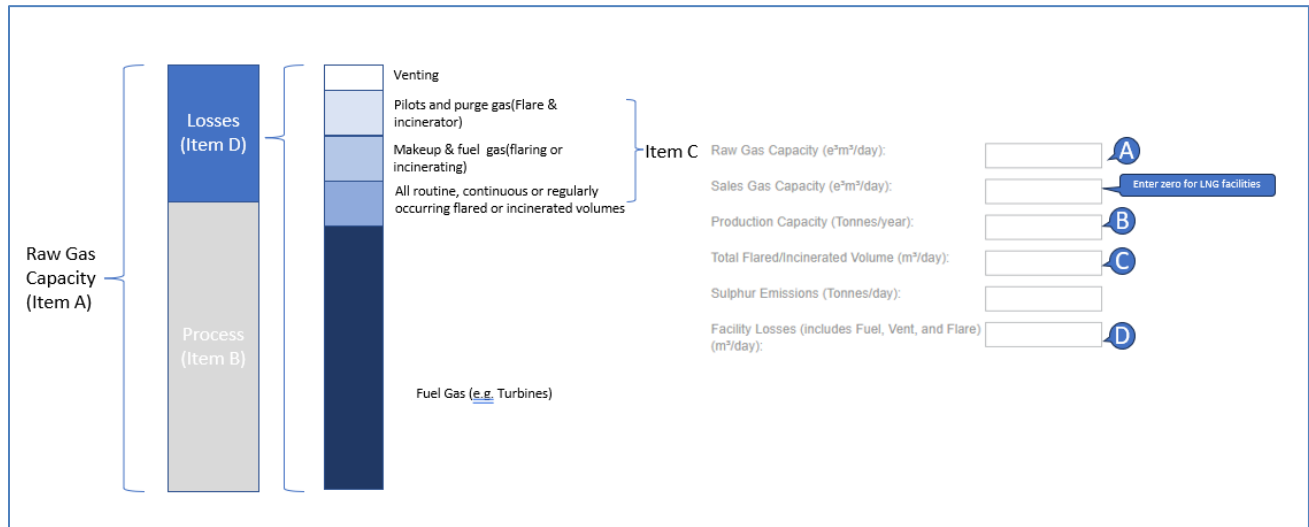 Raw Gas
Capacity
(Item A)
Losses
(Item D)
Process
(Item B)
Venting
Pilots and purge gas(Flare &
incinerator)
Makeup & fuel gas(flaring or
incinerating)
All routine, continuous or regularly
occurring flared or incinerated volumes
Fuel Gas (e.g. Turbines)
Item C
Raw Gas Capacity (e³m³/day):
A
Sales Gas Capacity (e³m³/day):
Enter zero for LNG facilities
Production Capacity (Tonnes/year):
B
Total Flared/Incinerated Volume (m³/day):
C
Sulphur Emissions (Tonnes/day):
Facility Losses (includes Fuel, Vent, and Flare)
(m³/day):
D